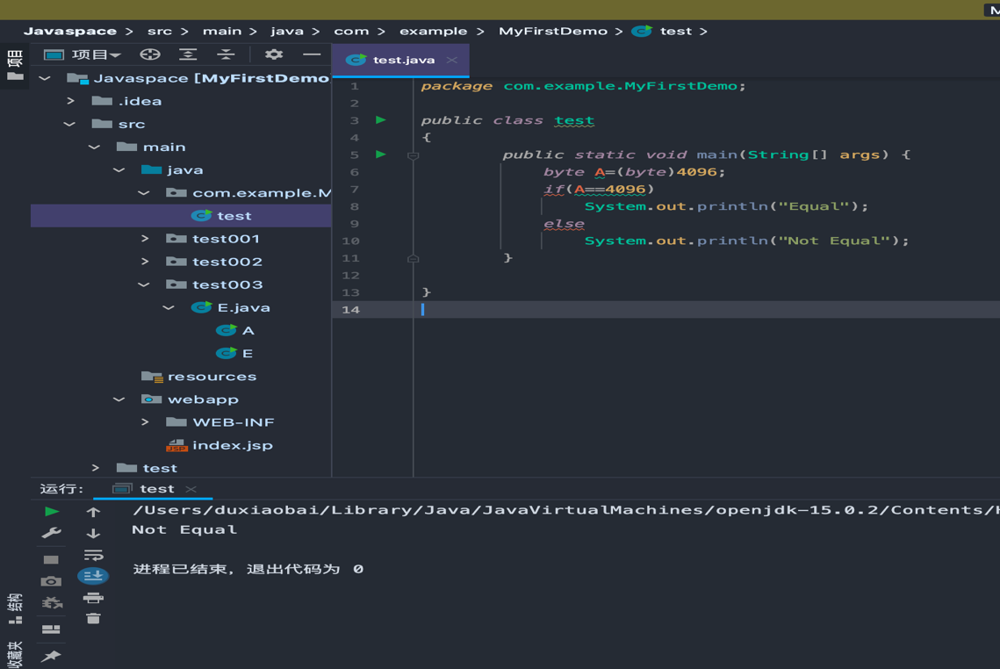 Javaspace > src > main > java > com > example > MyFirstDemo > test >
项目
项目
Javaspace [MyFirstDemo
.idea
src
main
java
com.example.M
test
test001
test002
test003
E.java
A
E
resources
webapp
WEB-INF
JSP index.jsp
test
test.java
1 package com.example.MyFirstDemo;
2
3 public class test
4 {
5 public static void main(String[] args) {
6 byte A=(byte)4096;
7 if(A==4096)
8 System.out.println("Equal");
9 else
10 System.out.println("Not Equal");
11 }
12
13 }
14
运行: test
/Users/duxiaobai/Library/Java/JavaVirtualMachines/openjdk-15.0.2/Contents/H
Not Equal
进程已结束, 退出代码为 0
结构
收藏夹